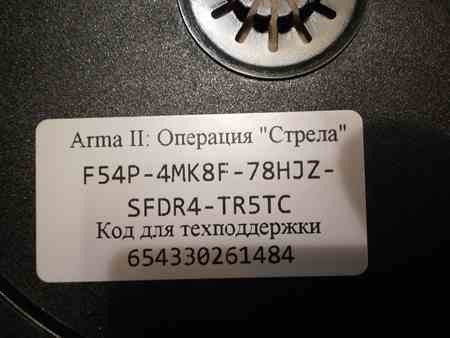 Arma II: Операция "Стрела"
F54P-4MK8F-78HJZ-
SFDR4-TR5TC
Код для техподдержки
654330261484